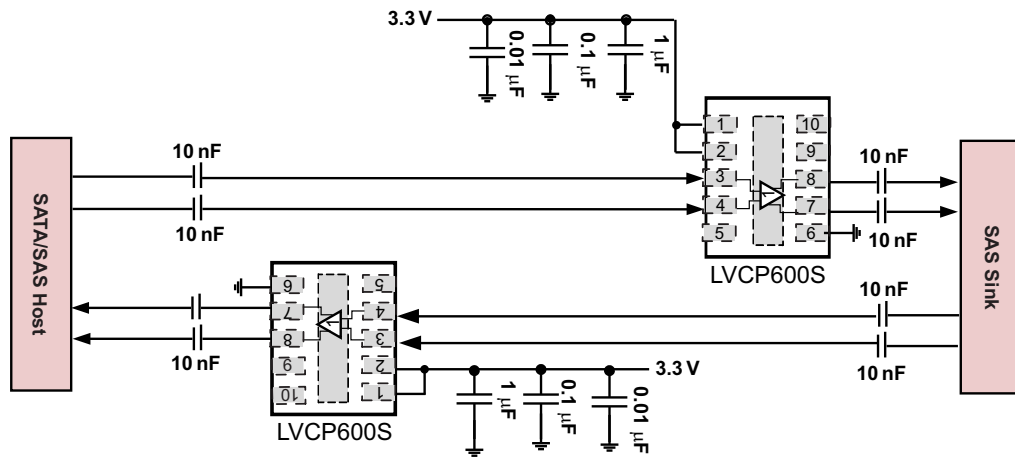 3.3 V
0.01 µF
0.1 µF
1 µF
1
2
3
4
5
10
9
8
7
6
LVCP600S
10 nF
10 nF
10 nF
10 nF
SATA/SAS Host
SAS Sink
6
7
8
9
10
5
4
3
2
1
LVCP600S
10 nF
10 nF
10 nF
3.3 V
1 µF
0.1 µF
0.01 µF